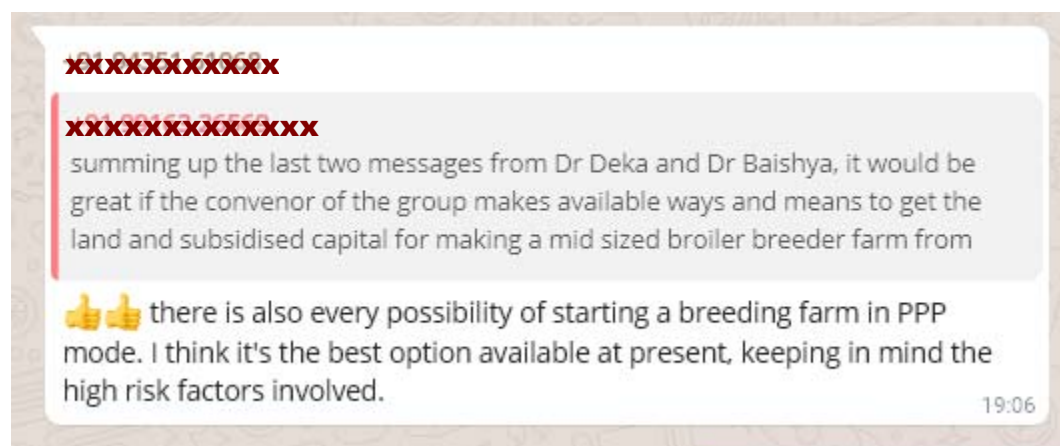 xxxxxxxxxxx
xxxxxxxxxxxxx
summing up the last two messages from Dr Deka and Dr Baishya, it would be
great if the convenor of the group makes available ways and means to get the
land and subsidised capital for making a mid sized broiler breeder farm from
👍👍 there is also every possibility of starting a breeding farm in PPP
mode. I think it's the best option available at present, keeping in mind the
high risk factors involved.
19:06